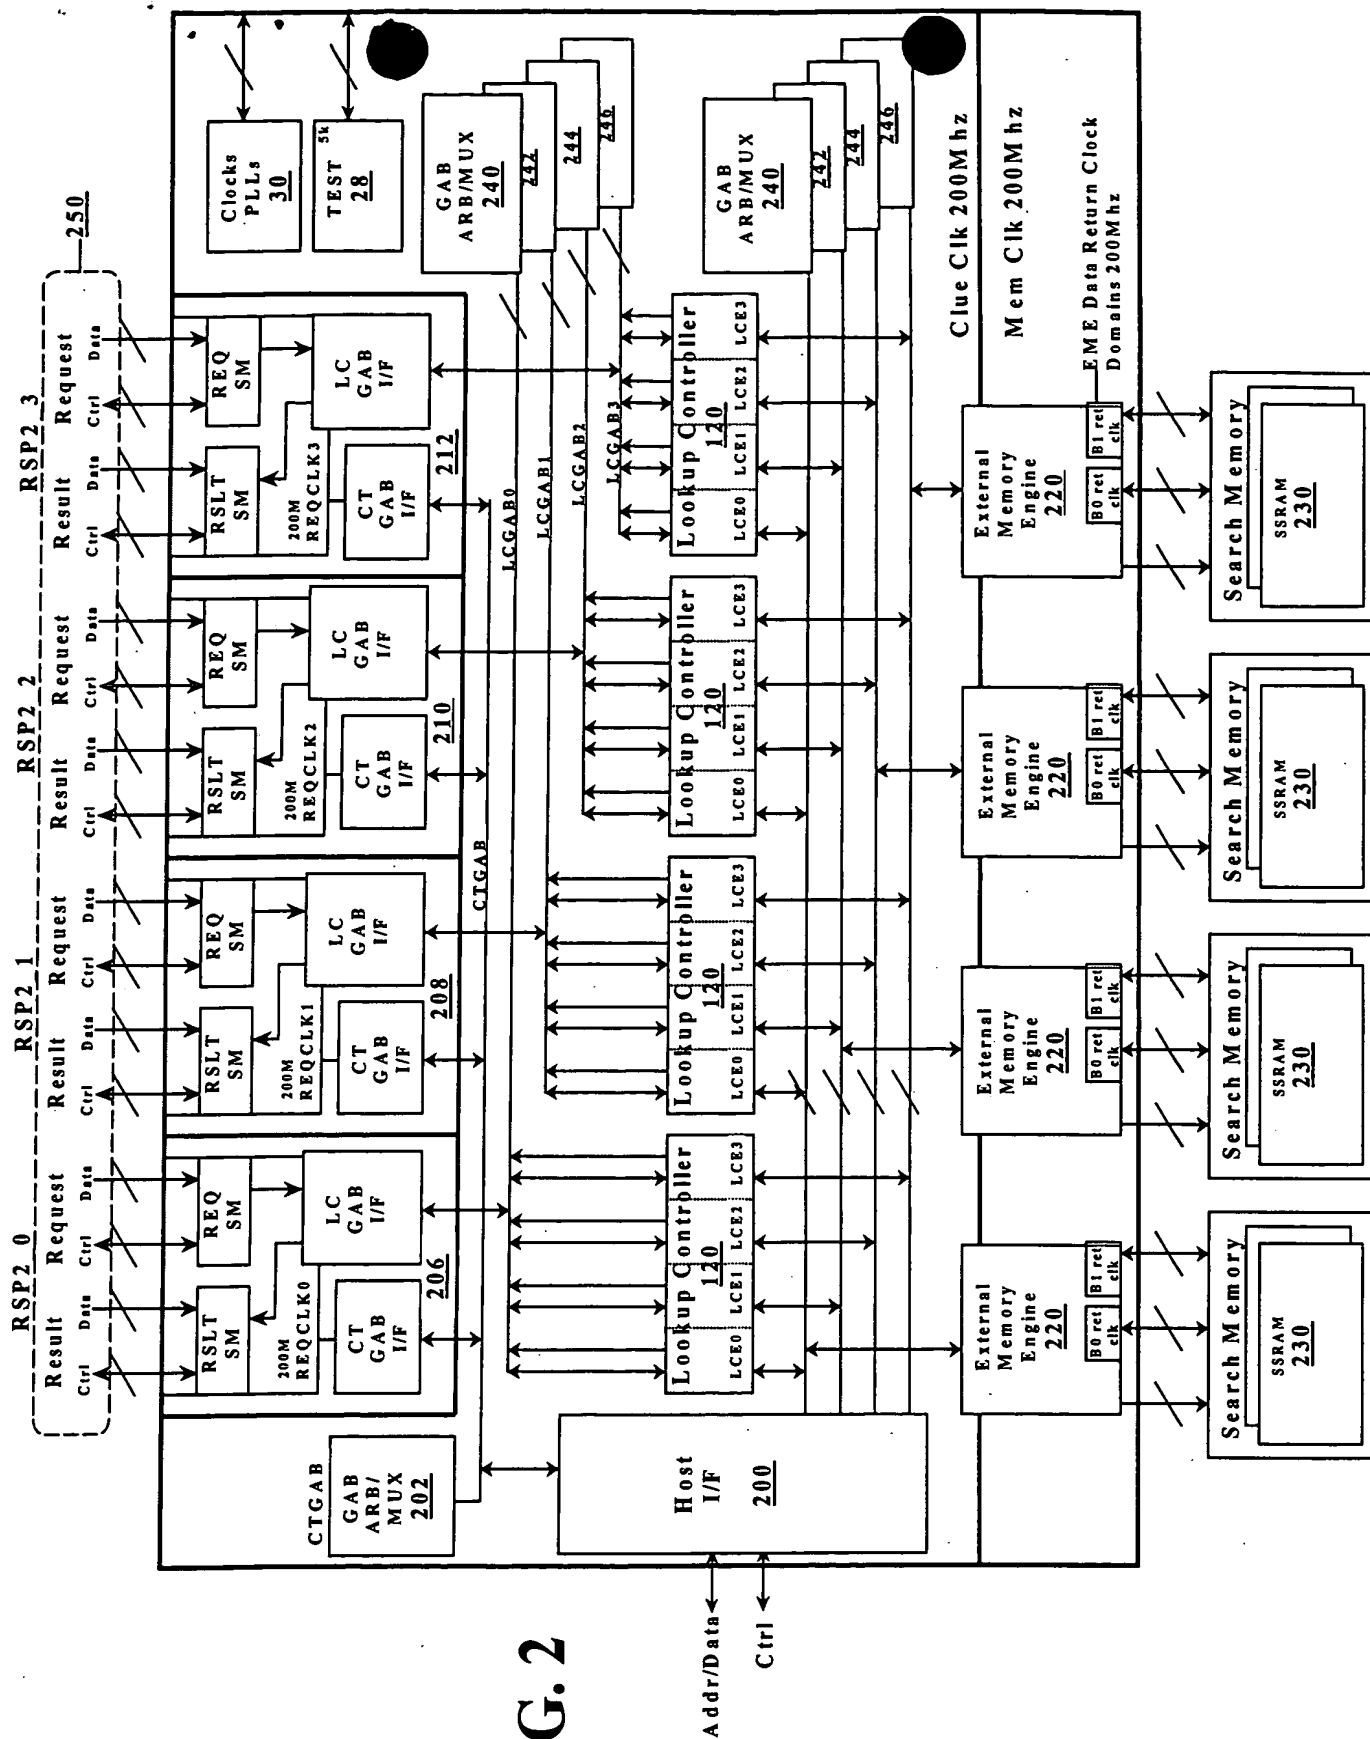 RSP2 0
RSP2 1
RSP2 2
RSP2 3
250
Result
Request
Result
Request
Result
Request
Result
Request
Ctrl
Data
Ctrl
Data
Ctrl
Data
Ctrl
Data
Ctrl
Data
Ctrl
Data
Ctrl
Data
Ctrl
Data
CTGAB
GAB
ARB/
MUX
202
RSLT
SM
REQ
SM
200M
REQCLK0
LC
GAB
I/F
CT
GAB
I/F
206
RSLT
SM
REQ
SM
200M
REQCLK1
LC
GAB
I/F
CT
GAB
I/F
208
RSLT
SM
REQ
SM
200M
REQCLK2
LC
GAB
I/F
CT
GAB
I/F
210
RSLT
SM
REQ
SM
200M
REQCLK3
LC
GAB
I/F
CT
GAB
I/F
212
Clocks
PLLs
30
5k
TEST
28
CTGAB
LCGAB0
LCGAB1
LCGAB2
LCGAB3
GAB
ARB/MUX
240
242
244
246
Host
I/F
200
Addr/Data
Ctrl
Lookup Controller
120
LCE0 LCE1 LCE2 LCE3
Lookup Controller
120
LCE0 LCE1 LCE2 LCE3
Lookup Controller
120
LCE0 LCE1 LCE2 LCE3
Lookup Controller
120
LCE0 LCE1 LCE2 LCE3
GAB
ARB/MUX
240
242
244
246
Clue Clk 200Mhz
Mem Clk 200Mhz
External
Memory
Engine
220
B0 ret
clk
B1 ret
clk
External
Memory
Engine
220
B0 ret
clk
B1 ret
clk
External
Memory
Engine
220
B0 ret
clk
B1 ret
clk
External
Memory
Engine
220
B0 ret
clk
B1 ret
clk
EME Data Return Clock
Domains 200Mhz
Search Memory
SSRAM
230
Search Memory
SSRAM
230
Search Memory
SSRAM
230
Search Memory
SSRAM
230
G. 2